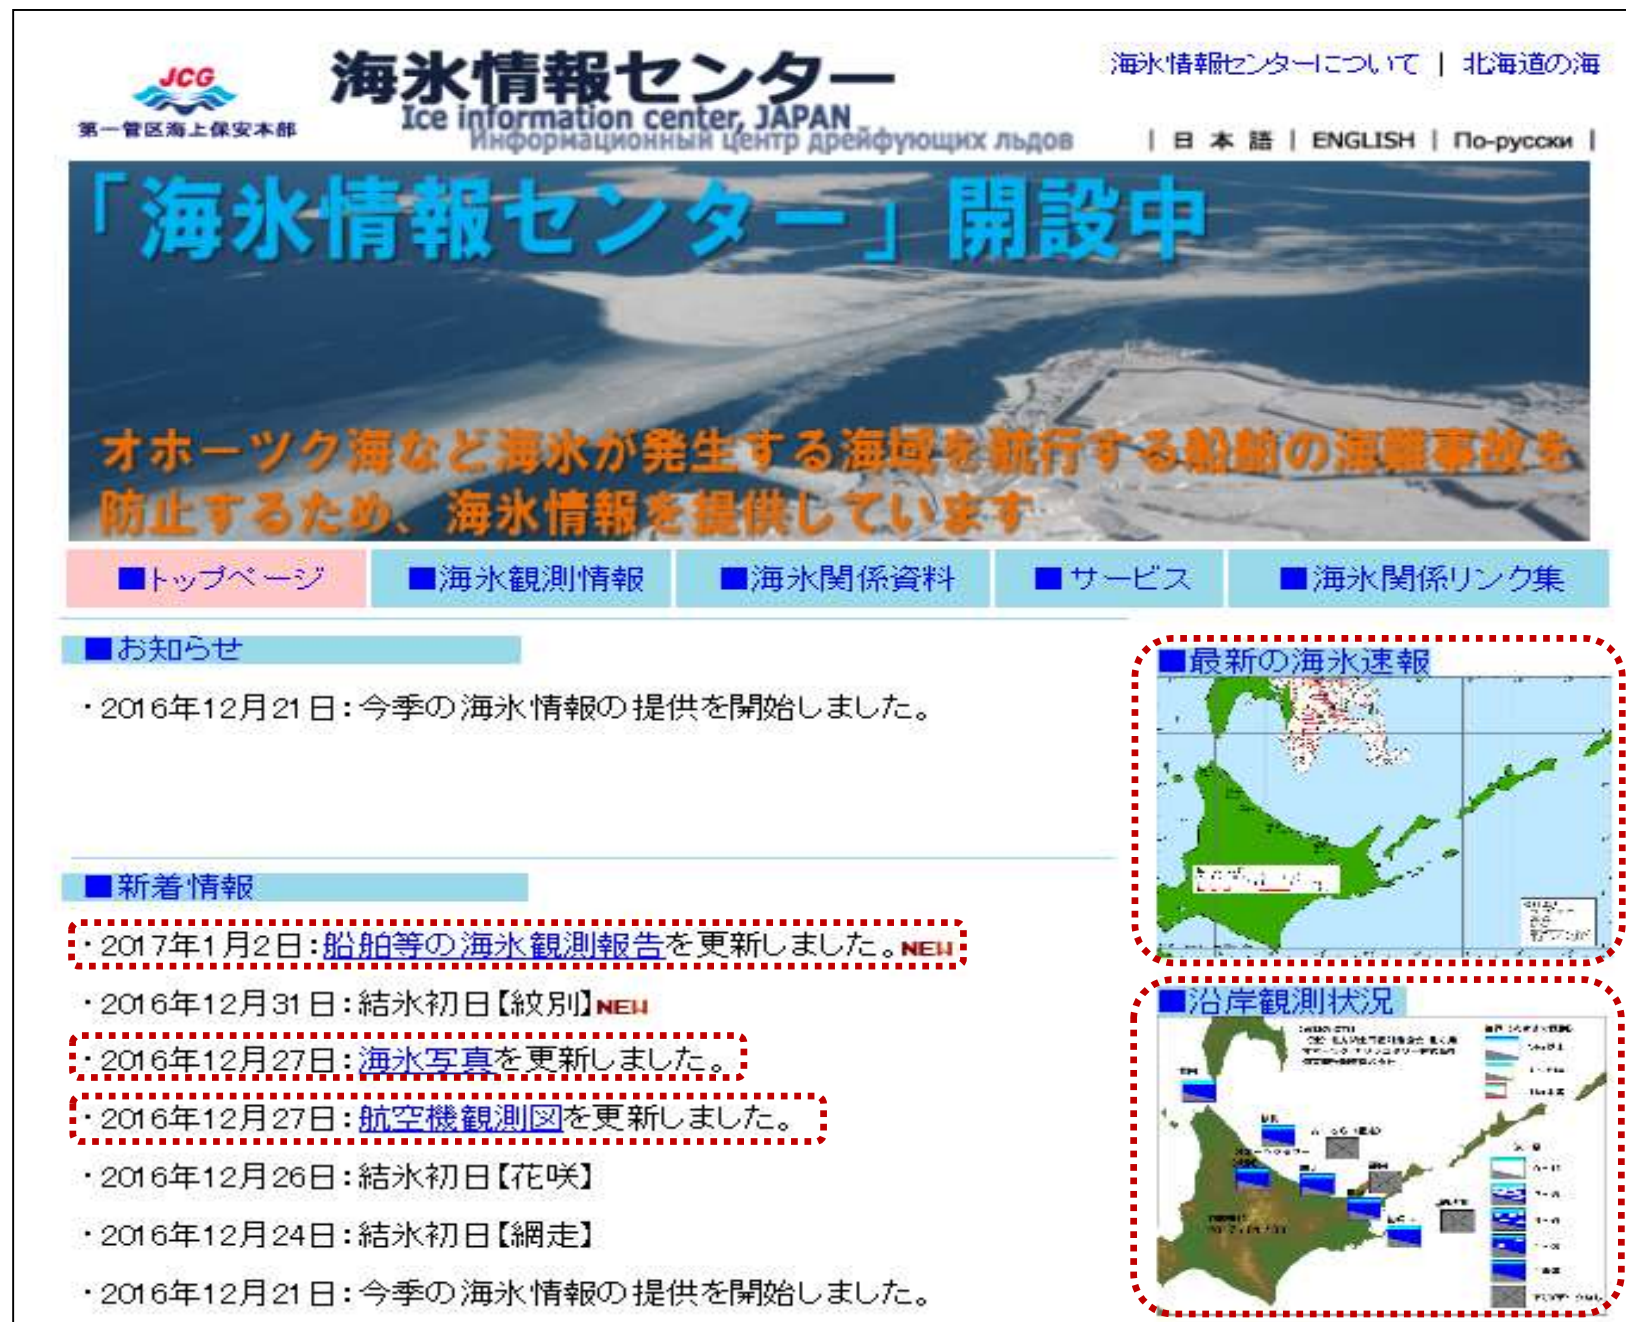 JCG
第一管区海上保安本部
海氷情報センター
Ice information center, JAPAN
Информационный центр дрейфующих льдов
海氷情報センターについて | 北海道の海
| 日本語 | ENGLISH | По-русски |
「海氷情報センター」開設中
オホーツク海など海氷が発生する海域を航行する船舶の海難事故を
防止するため、海氷情報を提供しています
■トップページ ■海氷観測情報 ■海氷関係資料 ■サービス ■海氷関係リンク集
■お知らせ
・2016年12月21日:今季の海氷情報の提供を開始しました。
■新着情報
・2017年1月2日:船舶等の海氷観測報告を更新しました。NEW
・2016年12月31日:結氷初日【紋別】NEW
・2016年12月27日:海氷写真を更新しました。
・2016年12月27日:航空機観測図を更新しました。
・2016年12月26日:結氷初日【花咲】
・2016年12月24日:結氷初日【網走】
・2016年12月21日:今季の海氷情報の提供を開始しました。
■最新の海氷速報
■沿岸観測状況